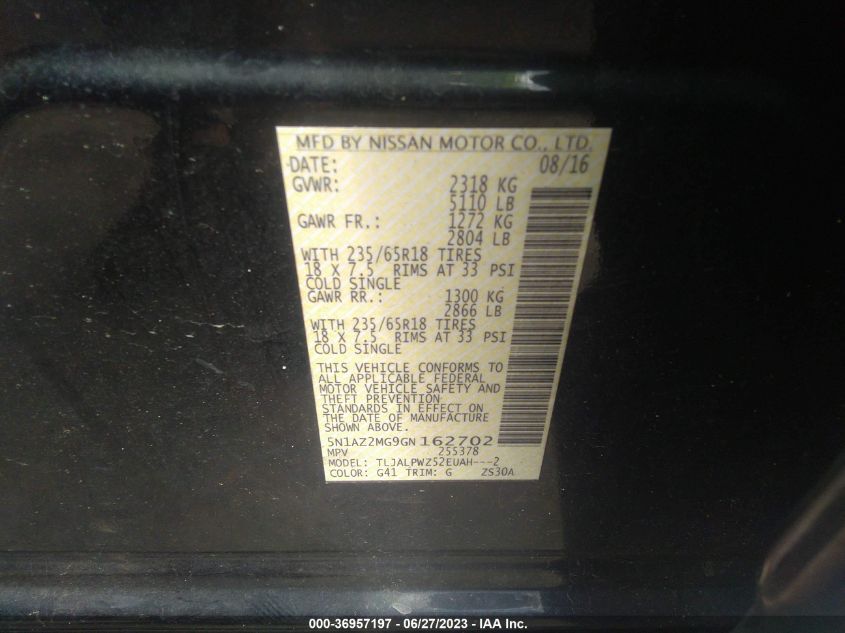 MFD BY NISSAN MOTOR CO., LTD.
DATE: 08/16
GVWR: 2318 KG
5110 LB
GAWR FR.: 1272 KG
2804 LB
WITH 235/65R18 TIRES
18 X 7.5 RIMS AT 33 PSI
COLD SINGLE
GAWR RR.: 1300 KG
2866 LB
WITH 235/65R18 TIRES
18 X 7.5 RIMS AT 33 PSI
COLD SINGLE
THIS VEHICLE CONFORMS TO
ALL APPLICABLE FEDERAL
MOTOR VEHICLE SAFETY AND
THEFT PREVENTION
STANDARDS IN EFFECT ON
THE DATE OF MANUFACTURE
SHOWN ABOVE.
5N1AZ2MG9GN 162702
MPV 255378
MODEL: TLJALPWZ52EUAH---2
COLOR: G41 TRIM: G ZS30A
000-36957197 - 06/27/2023 - IAA Inc.